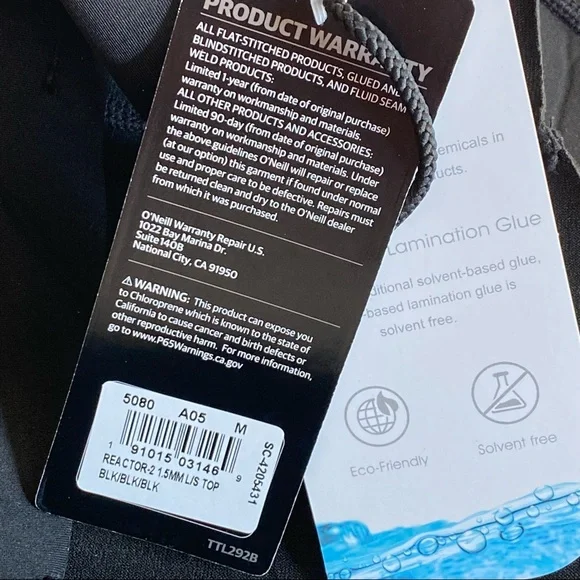 PRODUCT WARRANTY
ALL FLAT-STITCHED PRODUCTS, GLUED AND
BLINDSTITCHED PRODUCTS, AND FLUID SEAM
WELD PRODUCTS:
Limited 1-year (from date of original purchase)
warranty on workmanship and materials.
ALL OTHER PRODUCTS AND ACCESSORIES:
Limited 90-day (from date of original purchase)
warranty on workmanship and materials. Under
the above guidelines O'Neill will repair or replace
(at our option) this garment if found under normal
use and proper care to be defective. Repairs must
be returned clean and dry to the O'Neill dealer
from which it was purchased.
O'Neill Warranty Repair U.S.
1022 Bay Marina Dr.
Suite 140B
National City, CA 91950
⚠WARNING: This product can expose you
to Chloroprene which is known to the state of
California to cause cancer and birth defects or
other reproductive harm. For more information,
go to www.P65Warnings.ca.gov
5080 A05 M
1 91015 03146 9
REACTOR-2 1.5MM L/S TOP
BLK/BLK/BLK
SC-4205431
TTL292B
emicals in
ucts.
Lamination Glue
ditional solvent-based glue,
-based lamination glue is
solvent free.
Eco-Friendly
Solvent free